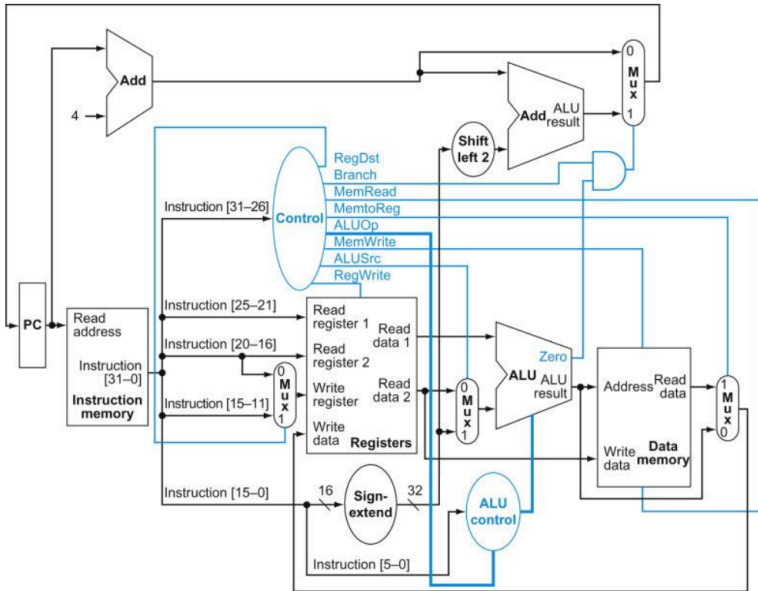 0
M
u
x
1
Add
ALU
Add
result
4
Shift
left 2
RegDst
Branch
MemRead
MemtoReg
ALUOp
MemWrite
ALUSrc
RegWrite
Control
Instruction [31–26]
PC
Read
address
Instruction
[31–0]
Instruction
memory
Instruction [25–21]
Instruction [20–16]
Instruction [15–11]
0
M
u
x
1
Read
register 1
Read
register 2
Write
register
Write
data
Read
data 1
Read
data 2
Registers
0
M
u
x
1
Zero
ALU
ALU
result
Address
Read
data
Write
data
Data
memory
1
M
u
x
0
Instruction [15–0]
16
Sign-
extend
32
ALU
control
Instruction [5–0]